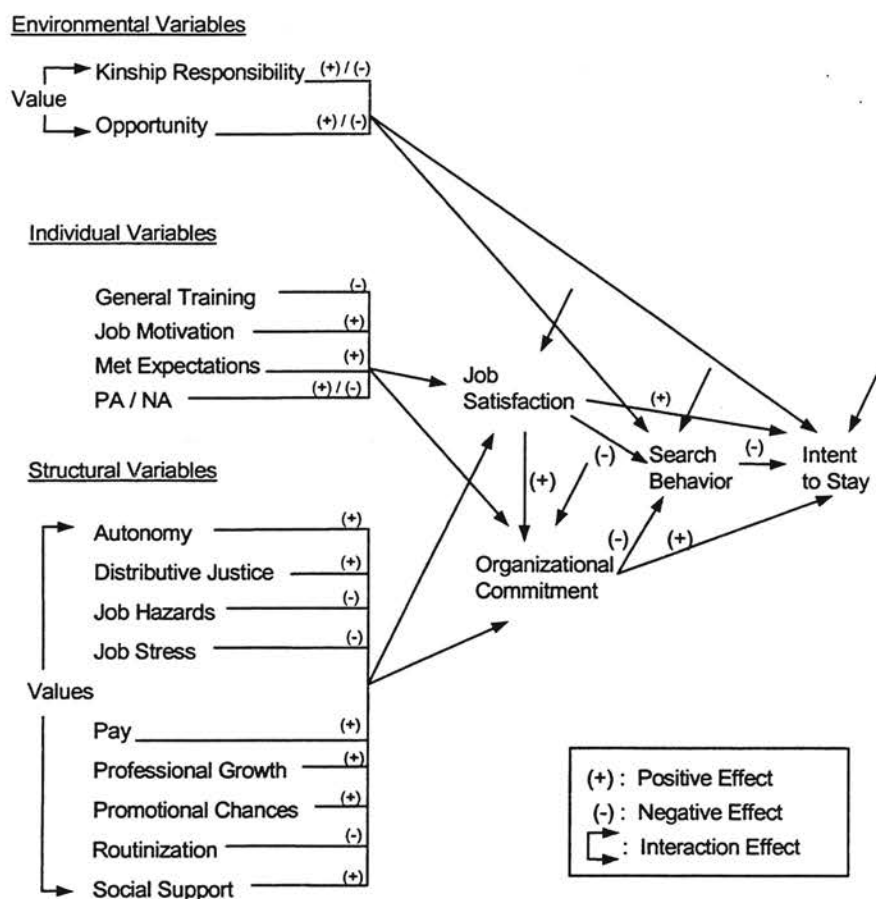 Environmental Variables
Kinship Responsibility (+) / (-)
Value
Opportunity (+) / (-)
Individual Variables
General Training (-)
Job Motivation (+)
Met Expectations (+)
PA / NA (+) / (-)
Job
Satisfaction
(+)
Search
Behavior
(-)
Intent
to Stay
(-)
(+)
Structural Variables
Autonomy (+)
Distributive Justice (+)
Job Hazards (-)
Job Stress (-)
Values
Pay (+)
Professional Growth (+)
Promotional Chances (+)
Routinization (-)
Social Support (+)
Organizational
Commitment
(-)
(+)
(+) : Positive Effect
(-) : Negative Effect
: Interaction Effect